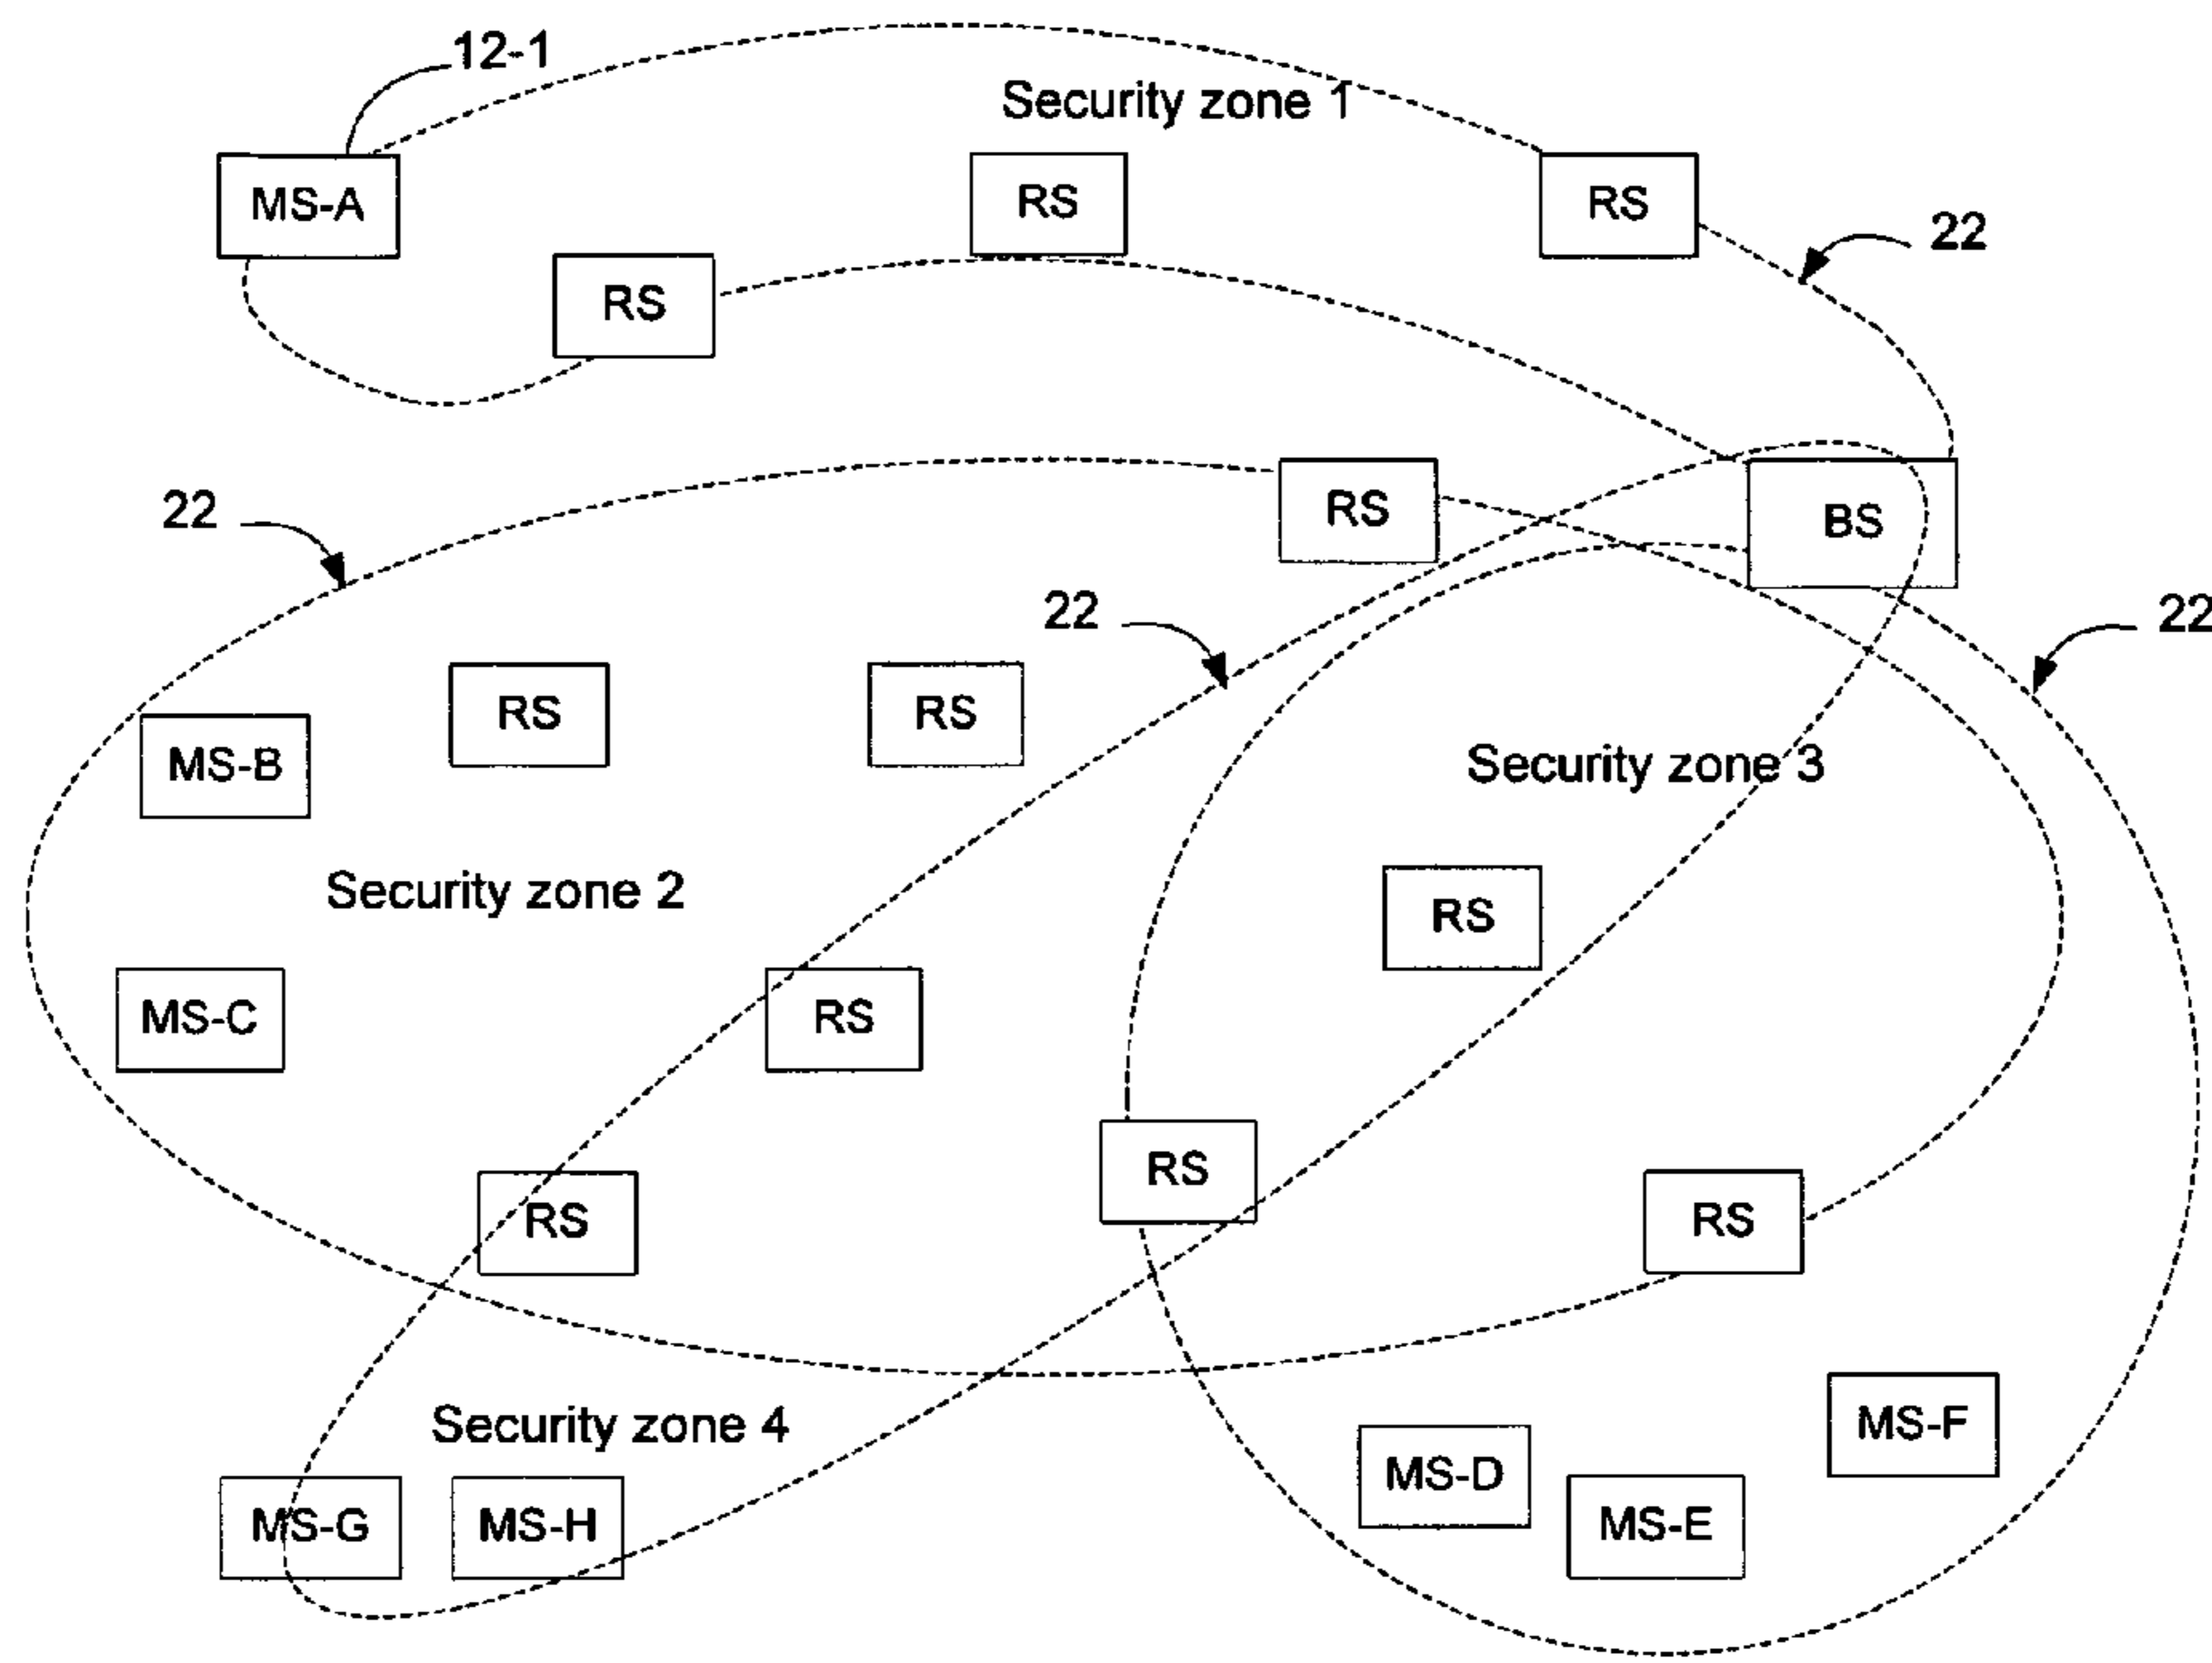 12-1
Security zone 1
MS-A
RS
RS
22
RS
22
RS
BS
22
22
RS
RS
MS-B
Security zone 3
Security zone 2
RS
MS-C
RS
RS
RS
RS
Security zone 4
MS-F
MS-D
MS-G
MS-H
MS-E